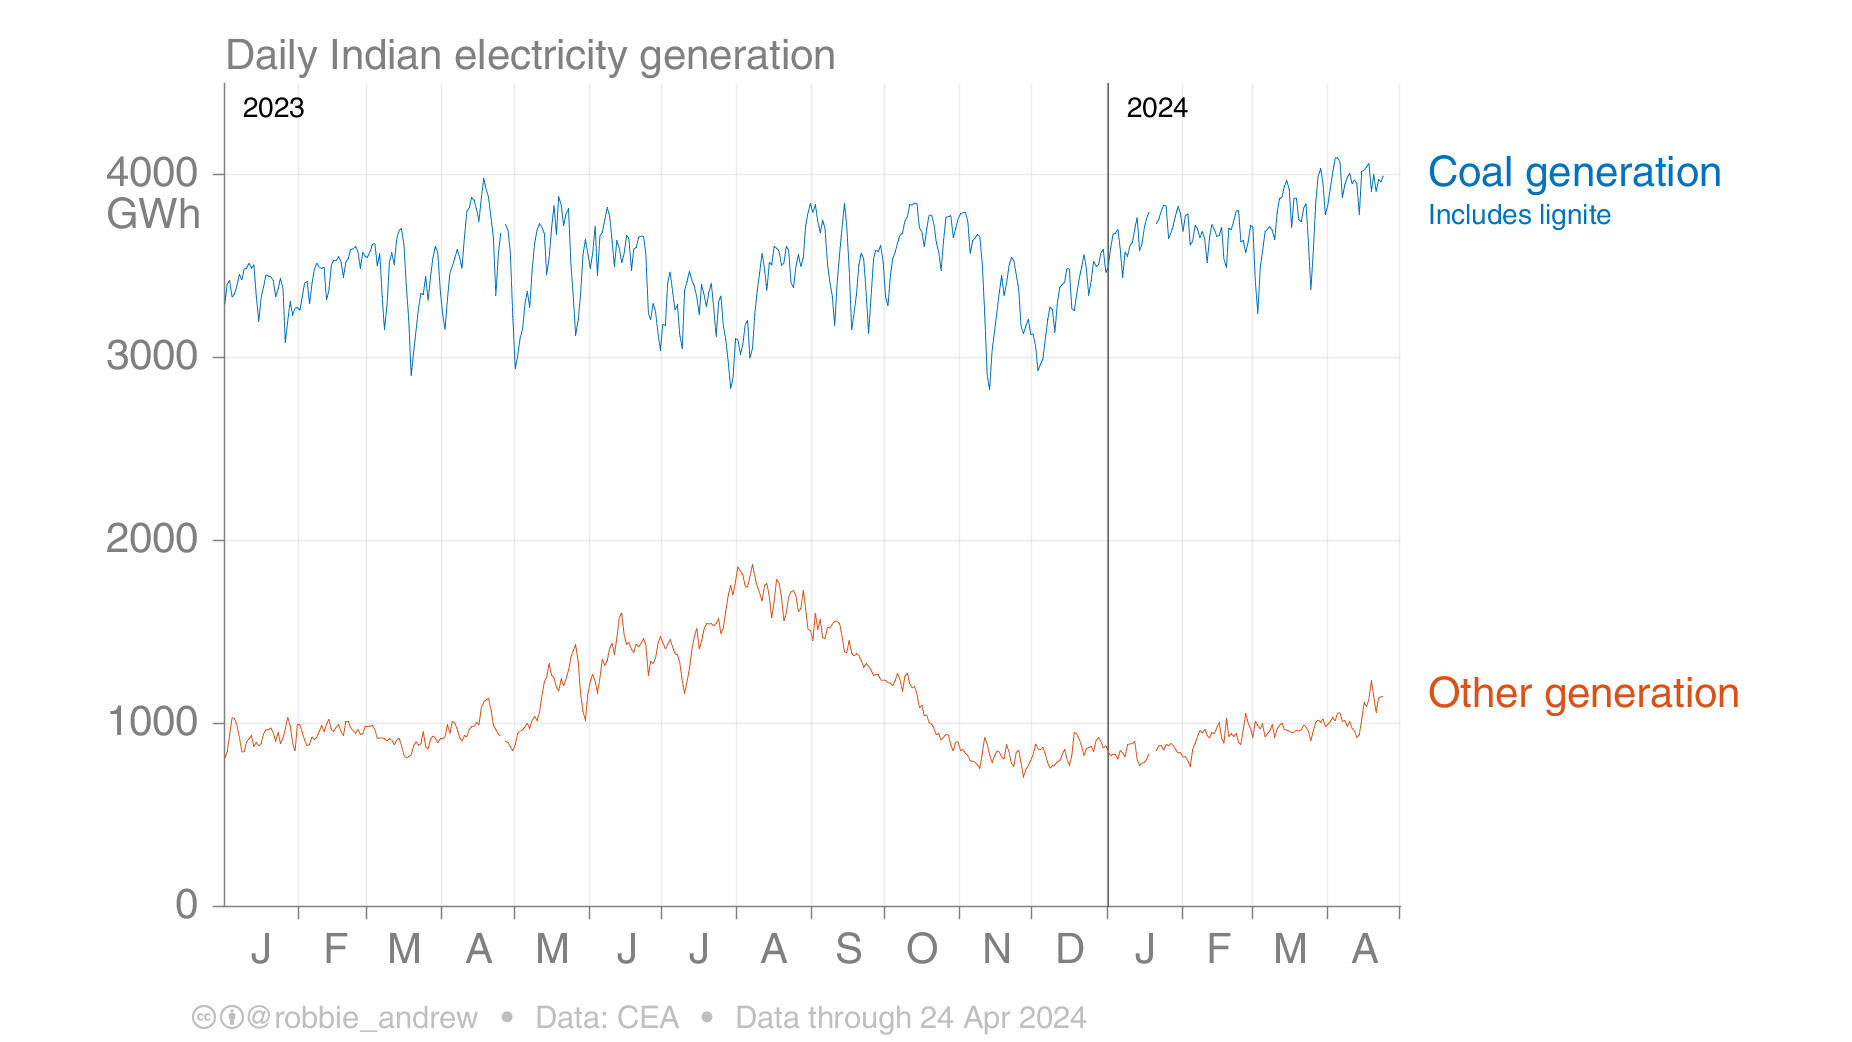 Daily Indian electricity generation
2023
2024
4000
GWh
3000
2000
1000
0
Coal generation
Includes lignite
Other generation
J F M A M J J A S O N D J F M A
cc @robbie_andrew • Data: CEA • Data through 24 Apr 2024